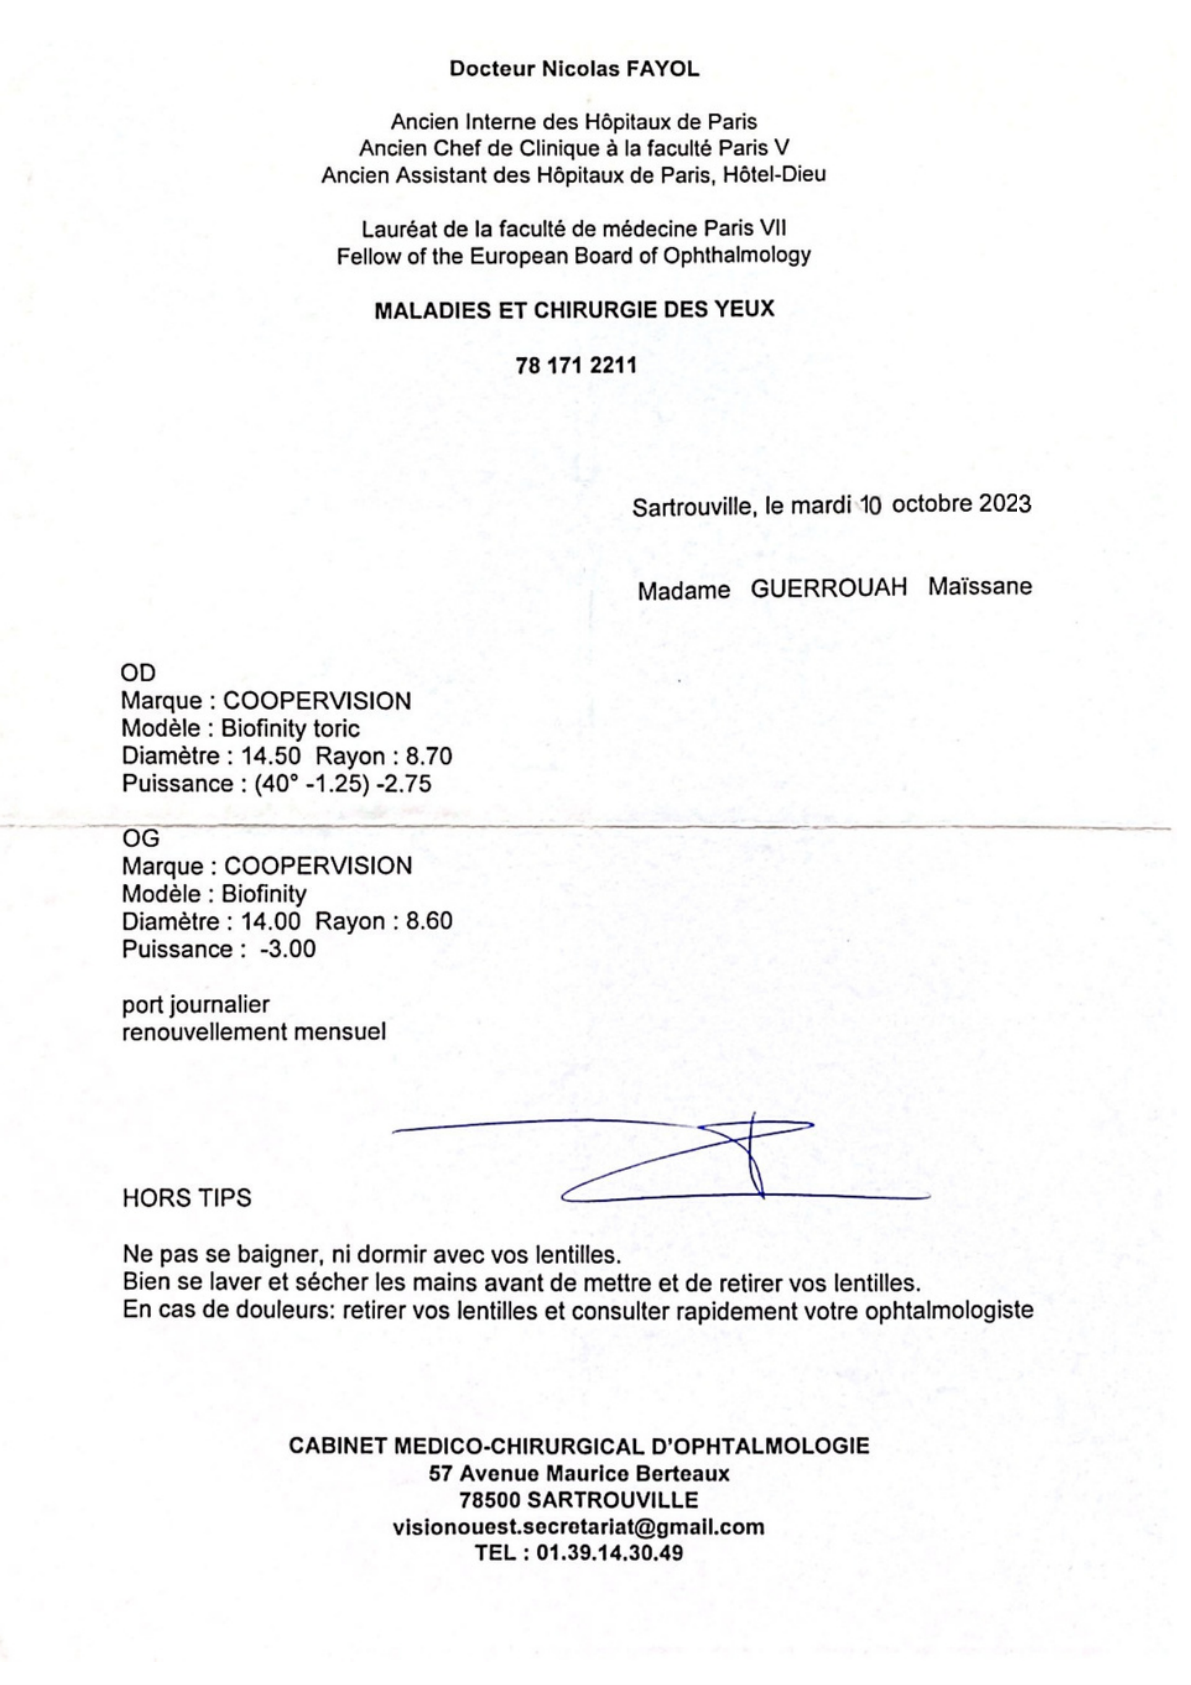 Docteur Nicolas FAYOL
Ancien Interne des Hôpitaux de Paris
Ancien Chef de Clinique à la faculté Paris V
Ancien Assistant des Hôpitaux de Paris, Hôtel-Dieu
Lauréat de la faculté de médecine Paris VII
Fellow of the European Board of Ophthalmology
MALADIES ET CHIRURGIE DES YEUX
78 171 2211
Sartrouville, le mardi 10 octobre 2023
Madame GUERROUAH Maïssane
OD
Marque : COOPERVISION
Modèle : Biofinity toric
Diamètre : 14.50 Rayon : 8.70
Puissance : (40° -1.25) -2.75
OG
Marque : COOPERVISION
Modèle : Biofinity
Diamètre : 14.00 Rayon : 8.60
Puissance : -3.00
port journalier
renouvellement mensuel
HORS TIPS
Ne pas se baigner, ni dormir avec vos lentilles.
Bien se laver et sécher les mains avant de mettre et de retirer vos lentilles.
En cas de douleurs: retirer vos lentilles et consulter rapidement votre ophtalmologiste
CABINET MEDICO-CHIRURGICAL D'OPHTALMOLOGIE
57 Avenue Maurice Berteaux
78500 SARTROUVILLE
visionouest.secretariat@gmail.com
TEL : 01.39.14.30.49